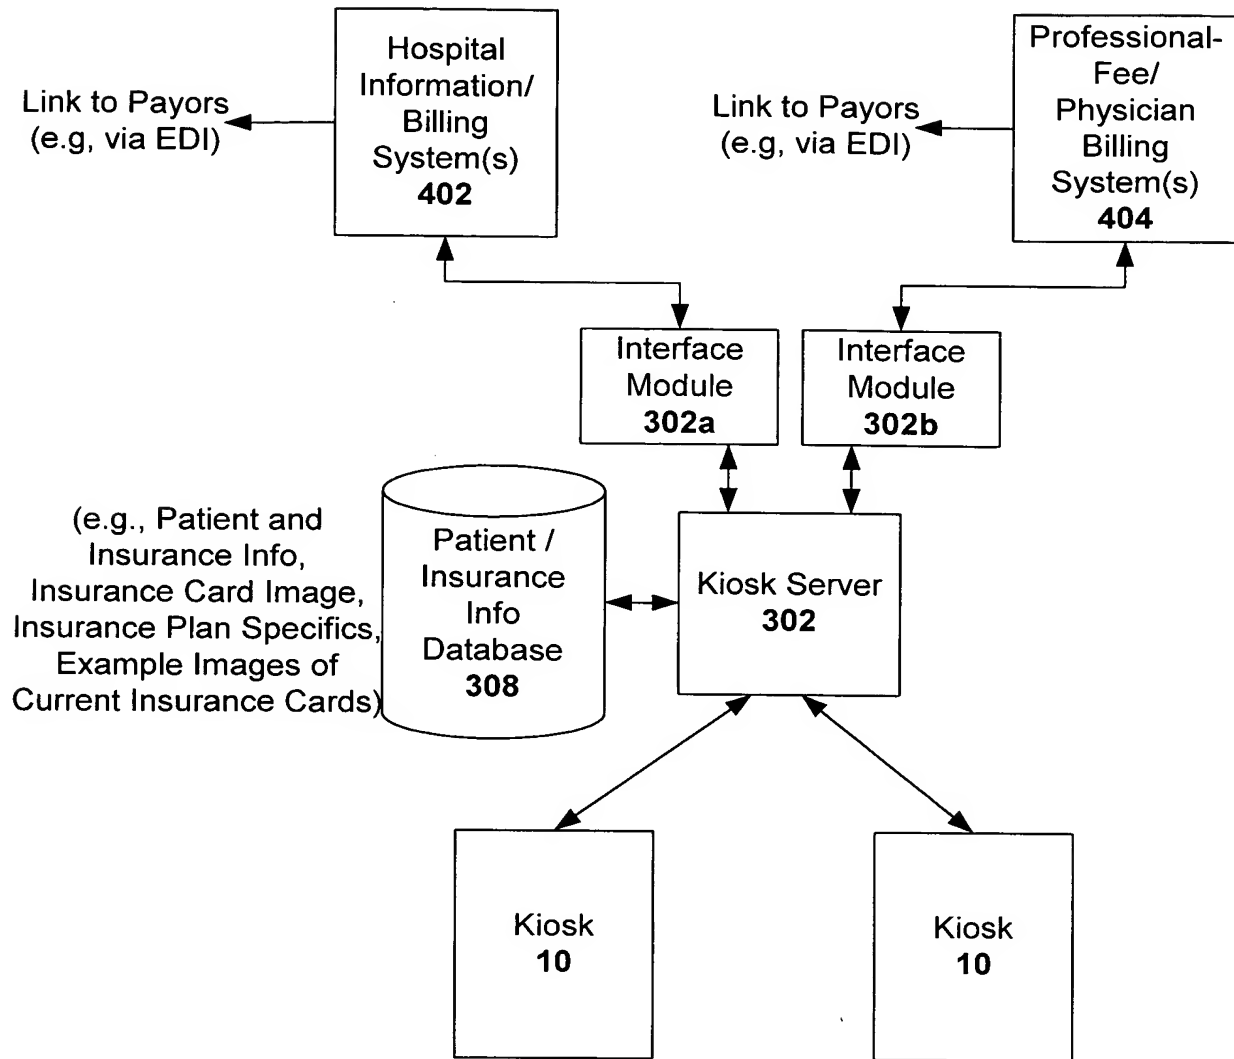 Hospital
Information/
Billing
System(s)
402
Professional-
Fee/
Physician
Billing
System(s)
404
Link to Payors
(e.g, via EDI)
Link to Payors
(e.g, via EDI)
Interface
Module
302a
Interface
Module
302b
(e.g., Patient and
Insurance Info,
Insurance Card Image,
Insurance Plan Specifics,
Example Images of
Current Insurance Cards)
Patient /
Insurance
Info
Database
308
Kiosk Server
302
Kiosk
10
Kiosk
10